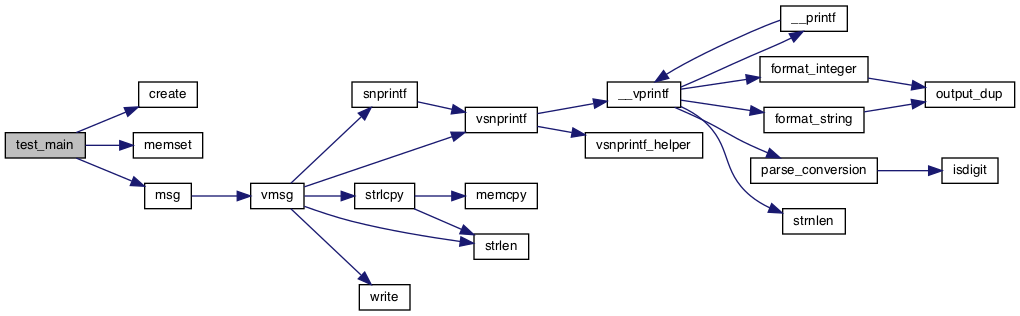 test_main
create
memset
msg
vmsg
snprintf
vsnprintf
strlcpy
memcpy
strlen
write
__vprintf
vsnprintf_helper
__printf
format_integer
format_string
output_dup
parse_conversion
isdigit
strnlen